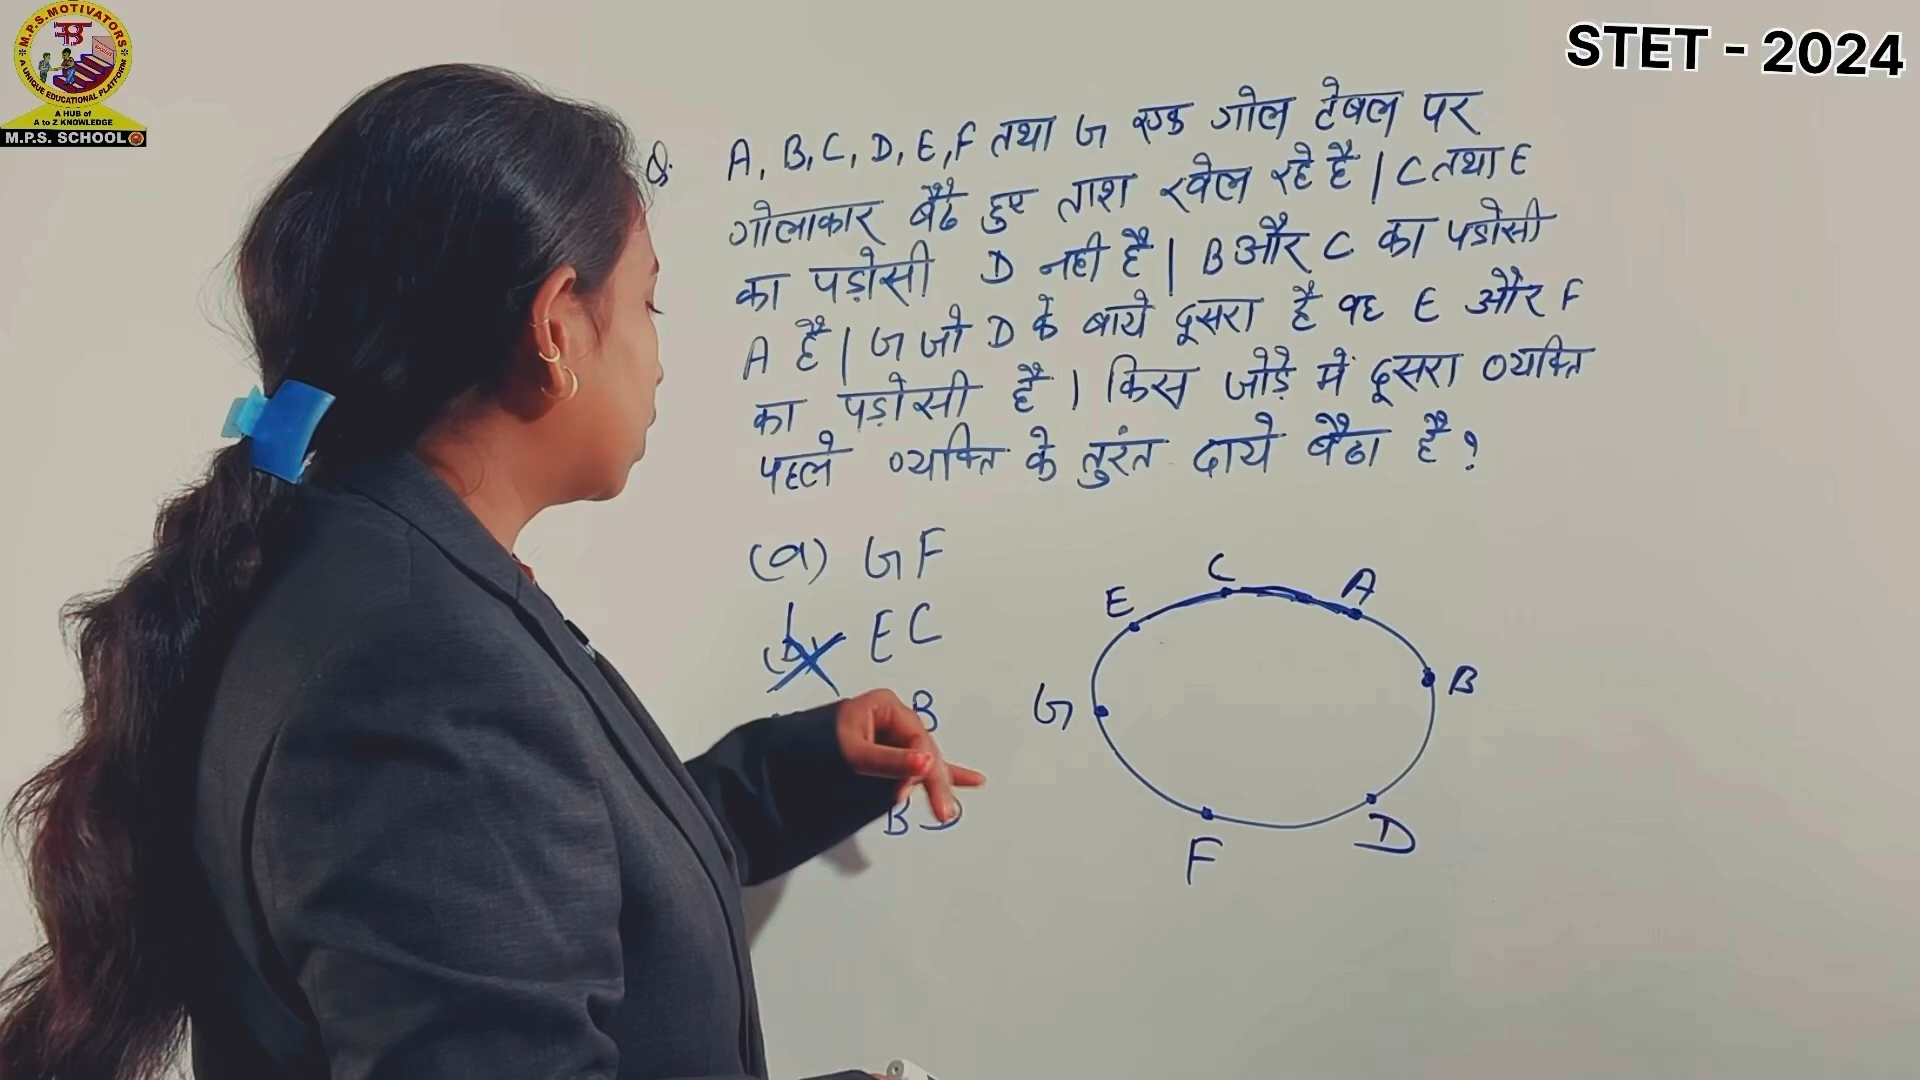 M.P.S. MOTIVATORS
A UNIQUE EDUCATIONAL PLATFORM
A HUB of
A to Z KNOWLEDGE
M.P.S. SCHOOL
STET - 2024
Q. A, B, C, D, E, F तथा G एक गोल टेबल पर
गोलाकार बैठे हुए ताश खेल रहे है | C तथा E
का पड़ोसी D नही है | B और C का पडोसी
A है | G जो D के बाये दूसरा है वह E और F
का पड़ोसी है । किस जोड़े में दूसरा व्यक्ति
पहले व्यक्ति के तुरंत दाये बैठा है ?
(a) GF
(b) EC
B
BD
C
A
E
B
G
D
F